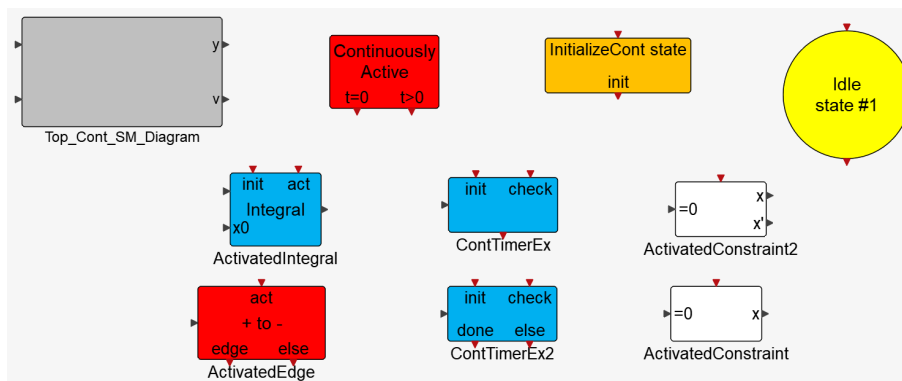 y
v
Top_Cont_SM_Diagram
Continuously
Active
t=0 t>0
InitializeCont state
init
Idle
state #1
init act
Integral
x0
ActivatedIntegral
init check
ContTimerEx
=0
x
x'
ActivatedConstraint2
act
+ to -
edge else
ActivatedEdge
init check
done else
ContTimerEx2
=0 x
ActivatedConstraint